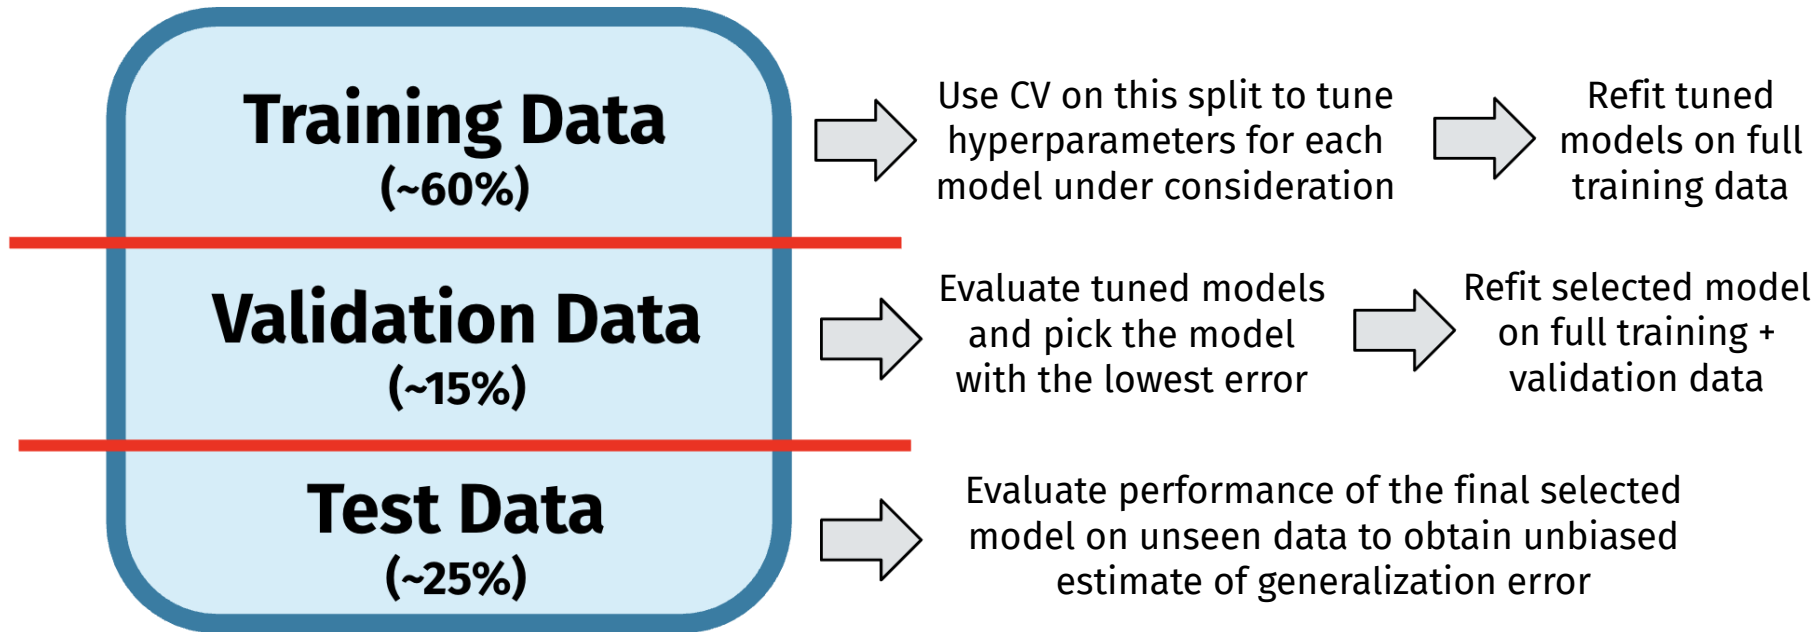 Training Data
(~60%)
Use CV on this split to tune
hyperparameters for each
model under consideration
Refit tuned
models on full
training data
Validation Data
(~15%)
Evaluate tuned models
and pick the model
with the lowest error
Refit selected model
on full training +
validation data
Test Data
(~25%)
Evaluate performance of the final selected
model on unseen data to obtain unbiased
estimate of generalization error